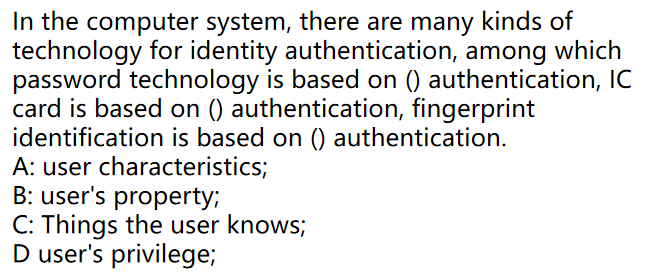 In the computer system, there are many kinds of
technology for identity authentication, among which
password technology is based on () authentication, IC
card is based on () authentication, fingerprint
identification is based on () authentication.
A: user characteristics;
B: user's property;
C: Things the user knows;
D user's privilege;